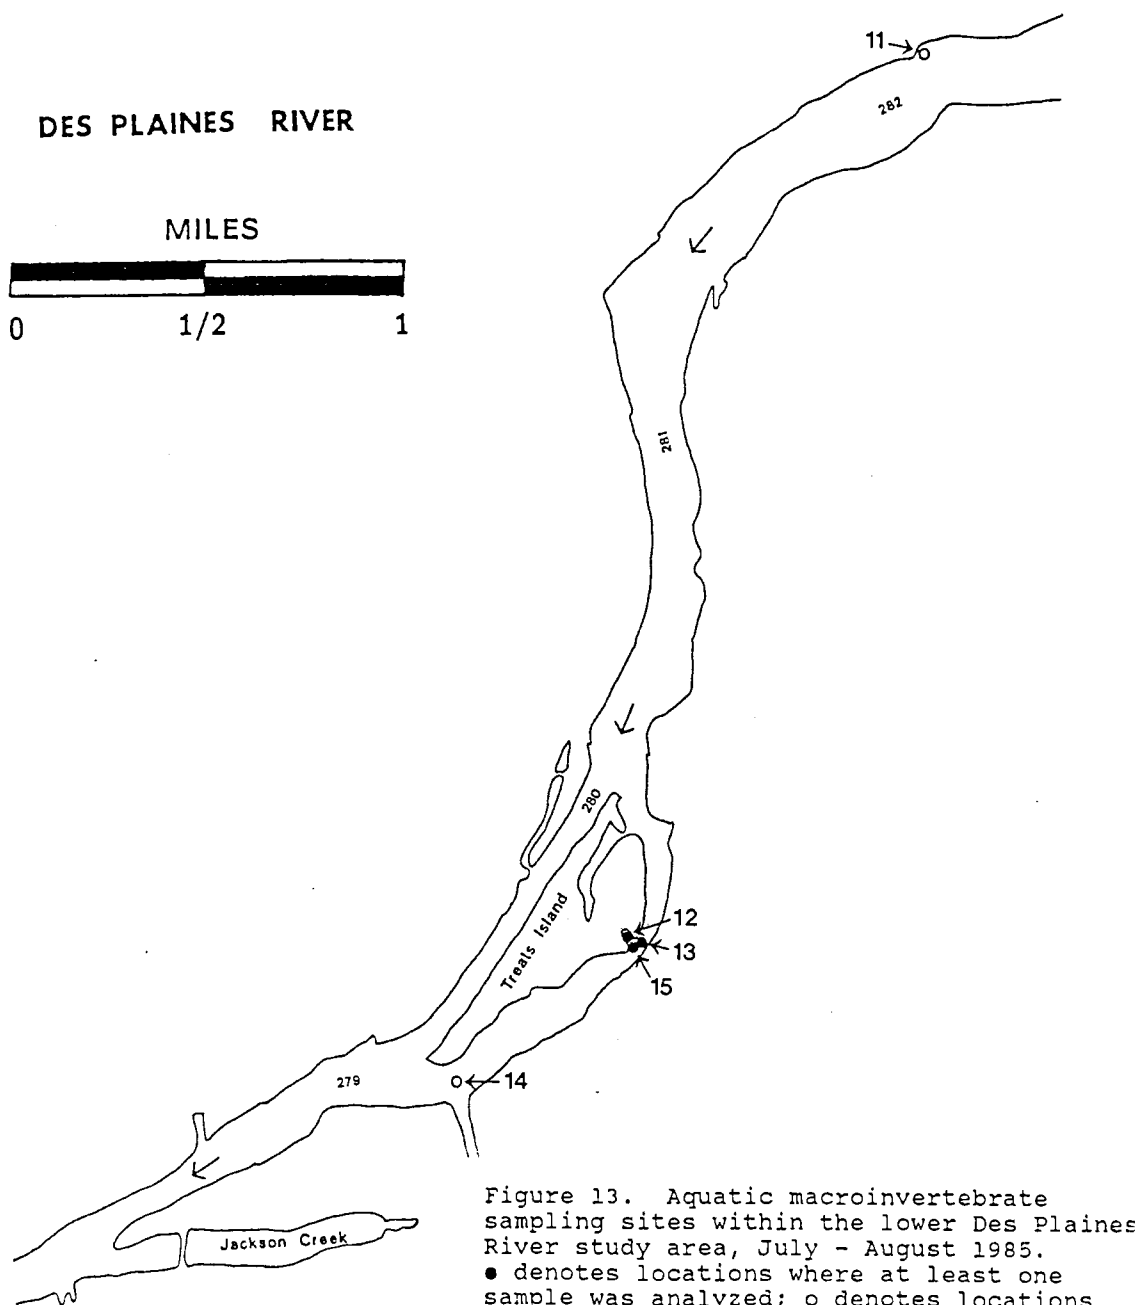 11
282
DES PLAINES RIVER
MILES
0 1/2 1
281
280
Treats Island
12
13
15
279
14
Jackson Creek
Figure 13. Aquatic macroinvertebrate
sampling sites within the lower Des Plaines
River study area, July - August 1985.
● denotes locations where at least one
sample was analyzed; o denotes locations